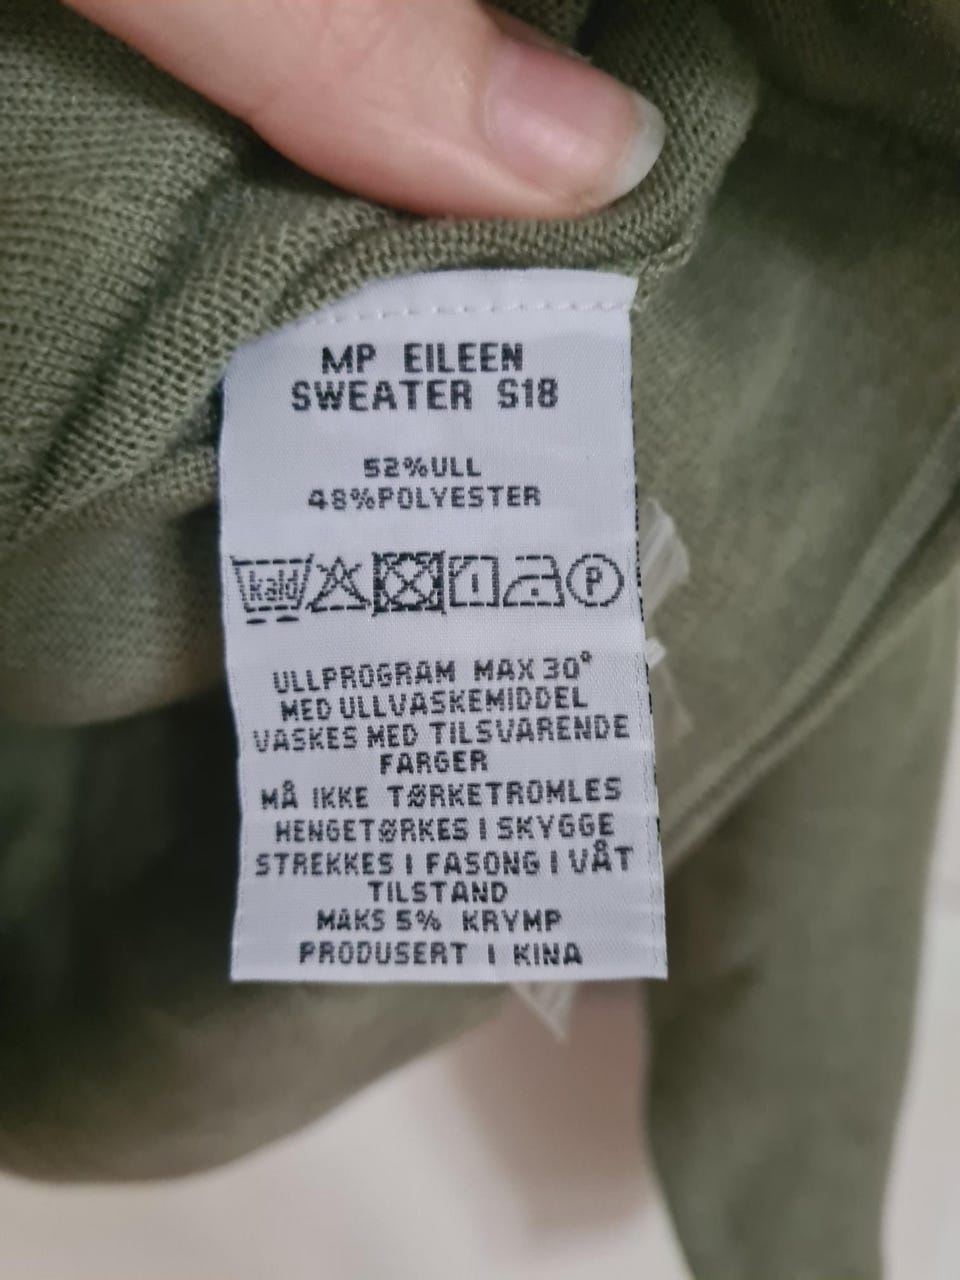 MP EILEEN
SWEATER S18
52%ULL
48%POLYESTER
kald P
ULLPROGRAM MAX 30°
MED ULLVASKEMIDDEL
VASKES MED TILSVARENDE
FARGER
MÅ IKKE TØRKETROMLES
HENGETØRKES I SKYGGE
STREKKES I FASONG I VÅT
TILSTAND
MAKS 5% KRYMP
PRODUSERT I KINA